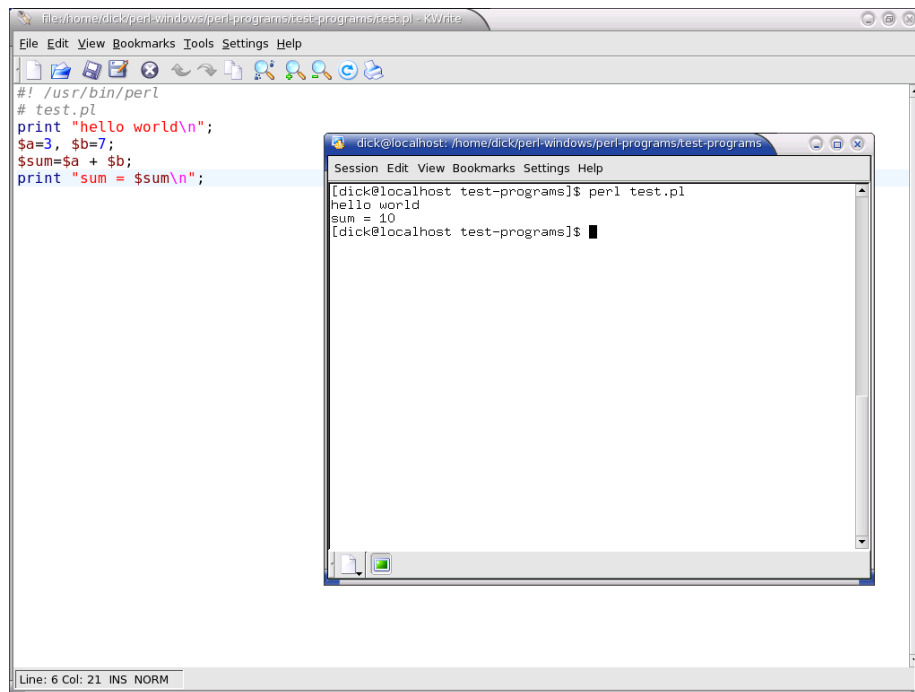 File:/home/dick/perl-windows/perl-programs/test-programs/test.pl - KWrite
File Edit View Bookmarks Tools Settings Help
#! /usr/bin/perl
# test.pl
print "hello world\n";
$a=3, $b=7;
$sum=$a + $b;
print "sum = $sum\n";
dick@localhost: /home/dick/perl-windows/perl-programs/test-programs
Session Edit View Bookmarks Settings Help
[dick@localhost test-programs]$ perl test.pl
hello world
sum = 10
[dick@localhost test-programs]$
Line: 6 Col: 21 INS NORM